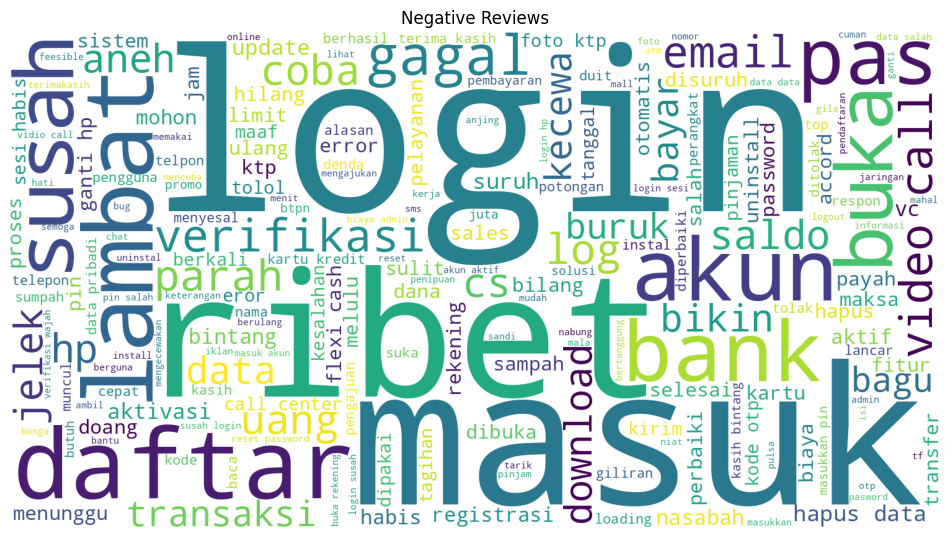 Negative Reviews
login
ribet
masuk
daftar
lambat
susah
gagal
pas
akun
bank
buka
video call
parah
verifikasi
email
aneh
coba
kecewa
bayar
log
saldo
buruk
cs
bikin
bagu
uang
data
download
jelek
hp
transaksi
sistem
online
update
berhasil
terima kasih
foto ktp
foto
nomor
cuman
data salah
feesible
lihat
atm
ganti
terimakasih
jam
hilang
limit
maaf
ulang
ktp
tolol
alasan
error
denda
mengajukan
pelayanan
pembayaran
duit
mall
disuruh
otomatis
data data
gila
pendaftaran
sesi habis
vidio call
memakai
mohon
telpon
ganti hp
anjing
login hp
tanggal
suruh
potongan
kerja
login sesi
salah
perangkat
pinjaman
uninstall
password
top
accord
ditolak
jaringan
respon
mahal
logout
informasi
proses
hati
mencoba
pengguna
bug
promo
menit
semoga
menyesal
btpn
juta
sms
biaya admin
sales
instal
diperbaiki
vc
chat
berkali
kartu kredit
reset
telepon
uninstal
data pribadi
pin
sulit
akun aktif
penipuan
bilang
solusi
payah
sumpah
pin salah
keterangan
eror
dana
mudah
tolak
hapus
maksa
nama
berulang
kesalahan
flexi cash
melulu
bintang
rekening
nabung
sandi
mala
bertanggung
aktif
lancar
verifikasi wajah
install
mengecewakan
iklan
masuk akun
suka
sampah
fitur
muncul
berguna
cepat
kasih
pengajuan
selesai
kartu
admin
ambil
aktivasi
call center
isi
bunga
butuh
doang
susah login
bantu
reset password
dibuka
kirim
niat
kasih bintang
kode otp
biaya
masukkan pin
transfer
kode
baca
dipakai
tagihan
tarik
pinjam
giliran
perbaiki
pulsa
tf
otp
pasword
menunggu
buka rekening
login susah
habis
registrasi
loading
nasabah
masukkan
hapus data